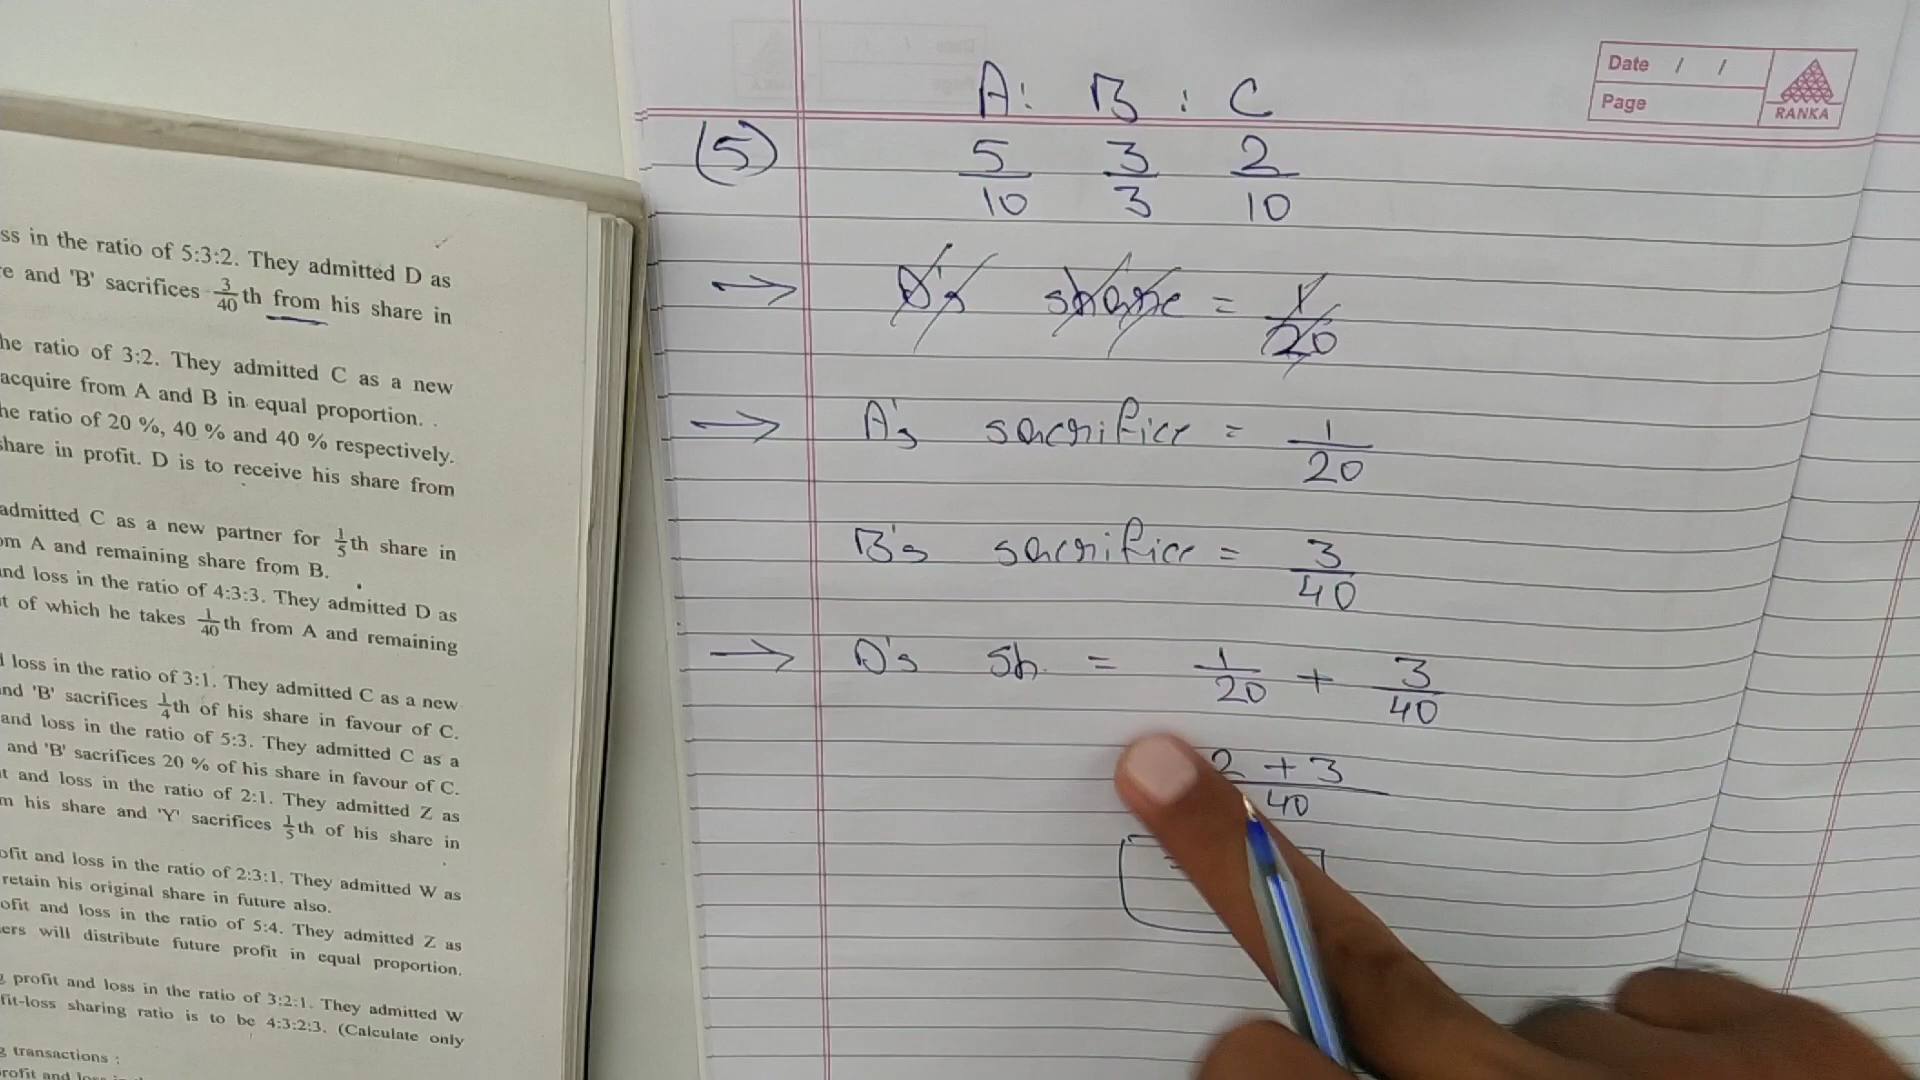 ss in the ratio of 5:3:2. They admitted D as
re and 'B' sacrifices 3/40 th from his share in
he ratio of 3:2. They admitted C as a new
acquire from A and B in equal proportion.
he ratio of 20 %, 40 % and 40 % respectively.
share in profit. D is to receive his share from
admitted C as a new partner for 1/5 th share in
om A and remaining share from B.
nd loss in the ratio of 4:3:3. They admitted D as
t of which he takes 1/40 th from A and remaining
l loss in the ratio of 3:1. They admitted C as a new
nd 'B' sacrifies 1/4 th of his share in favour of C.
and loss in the ratio of 5:3. They admitted C as a
and 'B' sacrifices 20 % of his share in favour of C.
it and loss in the ratio of 2:1. They admitted Z as
m his share and 'Y' sacrifices 1/5 th of his share in
ofit and loss in the ratio of 2:3:1. They admitted W as
retain his original share in future also.
ofit and loss in the ratio of 5:4. They admitted Z as
ers will distribute future profit in equal proportion.
g profit and loss in the ratio of 3:2:1. They admitted W
fit-loss sharing ratio is to be 4:3:2:3. (Calculate only
g transactions :
rofit and
Date / /
Page
RANKA
A : B : C
(5) 5/10 3/3 2/10
→ D's share = 1/20
→ A's sacrifice = 1/20
B's sacrifice = 3/40
→ D's Sh. = 1/20 + 3/40
2 + 3 / 40